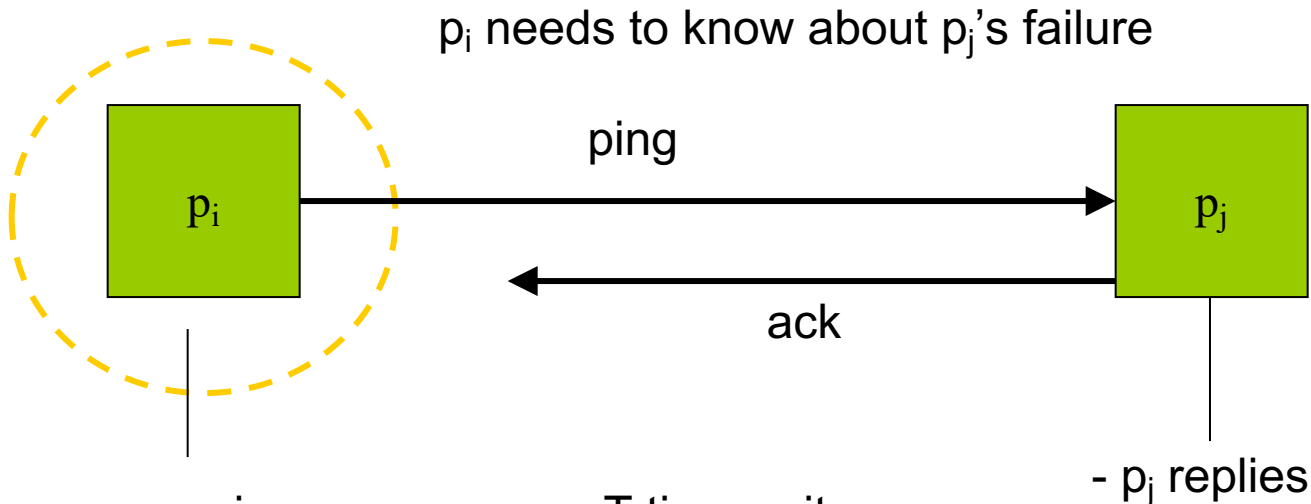 pᵢ needs to know about pⱼ’s failure
ping
pᵢ
pⱼ
ack
- pⱼ replies